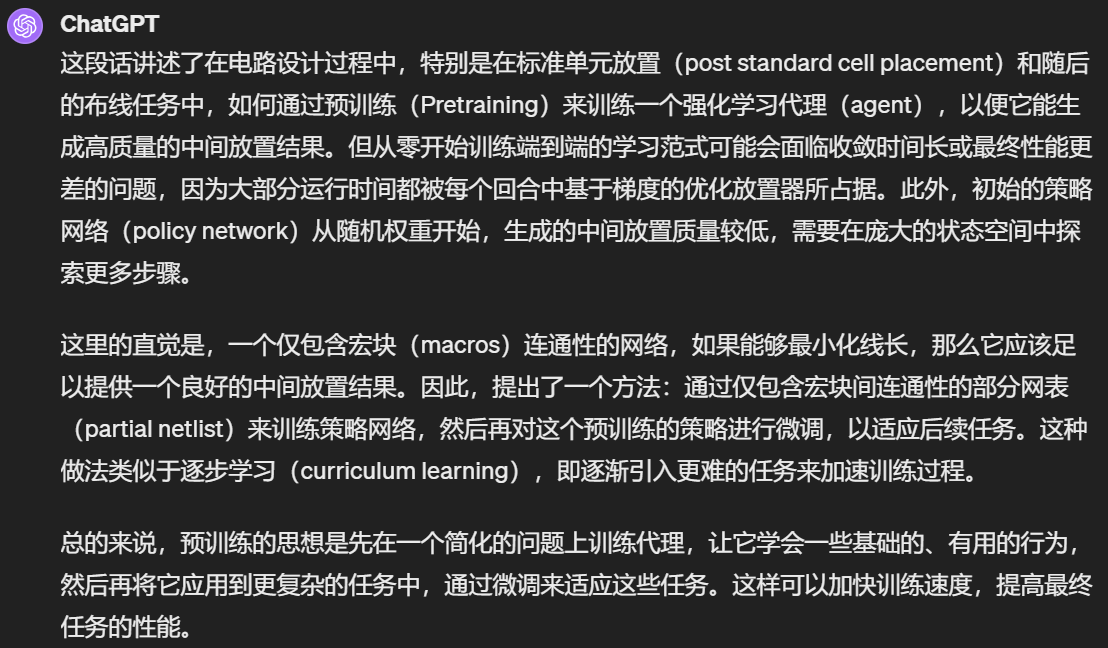 ChatGPT
这段话讲述了在电路设计过程中，特别是在标准单元放置（post standard cell placement）和随后
的布线任务中，如何通过预训练（Pretraining）来训练一个强化学习代理（agent），以便它能生
成高质量的中间放置结果。但从零开始训练端到端的学习范式可能会面临收敛时间长或最终性能更
差的问题，因为大部分运行时间都被每个回合中基于梯度的优化放置器所占据。此外，初始的策略
网络（policy network）从随机权重开始，生成的中间放置质量较低，需要在庞大的状态空间中探
索更多步骤。
这里的直觉是，一个仅包含宏块（macros）连通性的网络，如果能够最小化线长，那么它应该足
以提供一个良好的中间放置结果。因此，提出了一个方法：通过仅包含宏块间连通性的部分网表
（partial netlist）来训练策略网络，然后再对这个预训练的策略进行微调，以适应后续任务。这种
做法类似于逐步学习（curriculum learning），即逐渐引入更难的任务来加速训练过程。
总的来说，预训练的思想是先在一个简化的问题上训练代理，让它学会一些基础的、有用的行为，
然后再将它应用到更复杂的任务中，通过微调来适应这些任务。这样可以加快训练速度，提高最终
任务的性能。